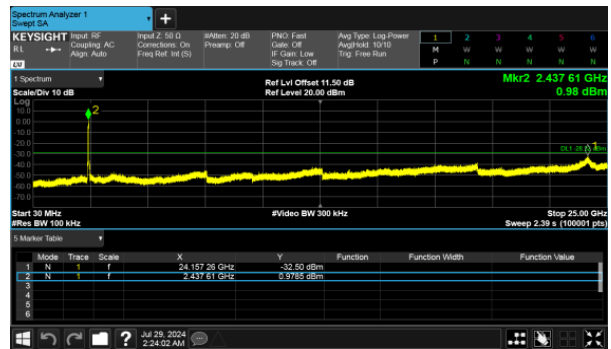 Spectrum Analyzer 1
Swept SA
KEYSIGHT Input: RF Input Z: 50 Ω #Atten: 20 dB PNO: Fast Avg Type: Log-Power 1 2 3 4 5 6
RL Coupling: AC Corrections: On Preamp: Off Gate: Off Avg|Hold: 10/10 M W W W W W
Align: Auto Freq Ref: Int (S) IF Gain: Low Trig: Free Run
Sig Track: Off P N N N N N
LXI
1 Spectrum Ref Lvl Offset 11.50 dB Mkr2 2.437 61 GHz
Scale/Div 10 dB Ref Level 20.00 dBm 0.98 dBm
Log
10.0
0.00
-10.0
-20.0
-30.0
-40.0
-50.0
-60.0
-70.0
2
1
Start 30 MHz #Video BW 300 kHz Stop 25.00 GHz
#Res BW 100 kHz Sweep 2.39 s (100001 pts)
5 Marker Table
Mode Trace Scale X Y Function Function Width Function Value
1 N 1 f 24.157 26 GHz -32.50 dBm
2 N 1 f 2.437 61 GHz 0.9785 dBm
3
4
5
6
? Jul 29, 2024
2:24:02 AM